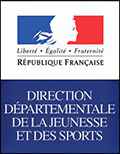 Liberté • Égalité • Fraternité
RÉPUBLIQUE FRANÇAISE
DIRECTION
DÉPARTEMENTALE
DE LA JEUNESSE
ET DES SPORTS